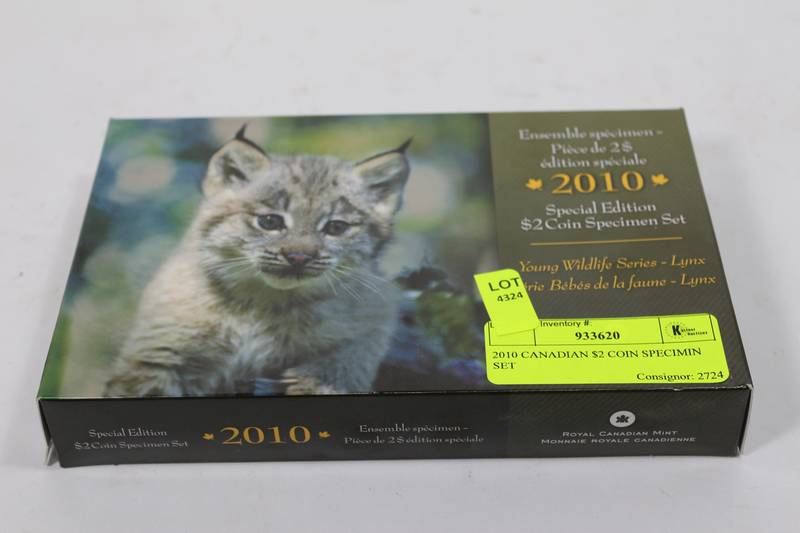 Ensemble spécimen –
Pièce de 2 $
édition spéciale
2010
Special Edition
$2 Coin Specimen Set
Young Wildlife Series – Lynx
Bébés de la faune – Lynx
LOT
4324
Inventory #:
933620
2010 CANADIAN $2 COIN SPECIMIN
SET
Consignor: 2724
Special Edition
$2 Coin Specimen Set
2010
Ensemble spécimen –
Pièce de 2 $ édition spéciale
Royal Canadian Mint
Monnaie royale canadienne